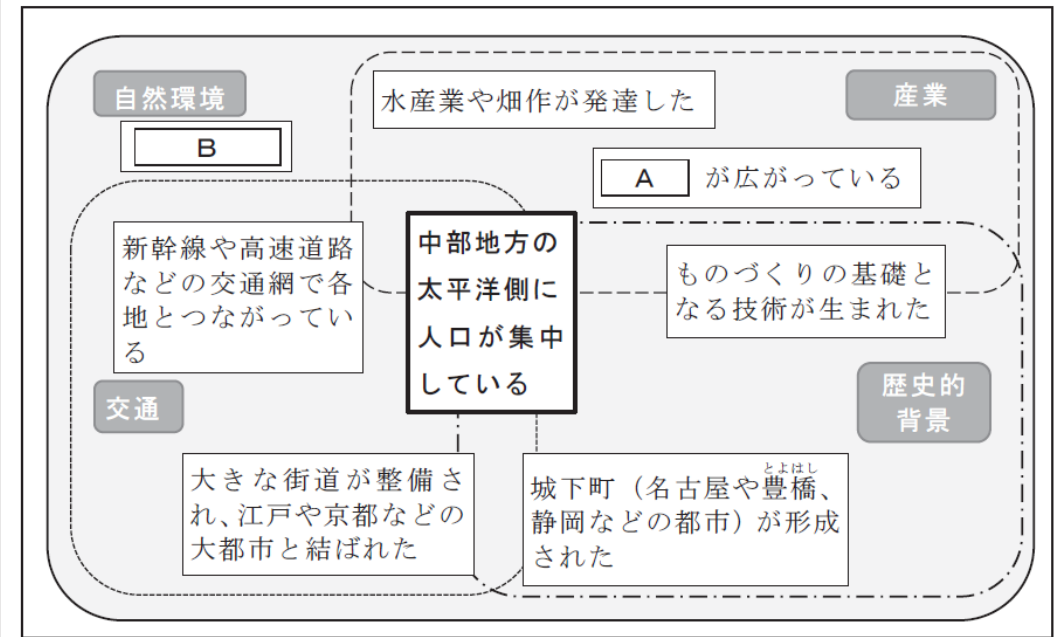 自然環境
産業
水産業や畑作が発達した
B
A が広がっている
新幹線や高速道路
などの交通網で各
地とつながってい
る
中部地方の
太平洋側に
人口が集中
している
ものづくりの基礎と
なる技術が生まれた
交通
歴史的
背景
大きな街道が整備さ
れ、江戸や京都などの
大都市と結ばれた
とよはし
城下町（名古屋や豊橋、
静岡などの都市）が形成
された